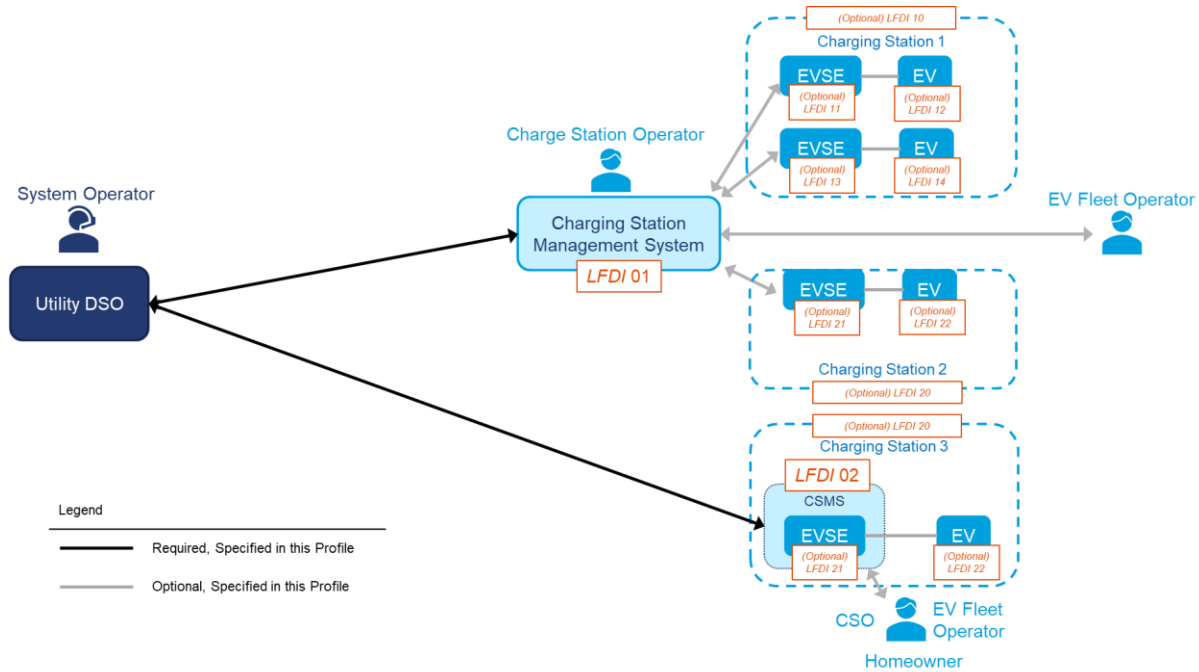 (Optional) LFDI 10
Charging Station 1
EVSE
EV
(Optional)
LFDI 11
(Optional)
LFDI 12
EVSE
EV
(Optional)
LFDI 13
(Optional)
LFDI 14
Charge Station Operator
System Operator
EV Fleet Operator
Charging Station
Management System
LFDI 01
Utility DSO
EVSE
EV
(Optional)
LFDI 21
(Optional)
LFDI 22
Charging Station 2
(Optional) LFDI 20
(Optional) LFDI 20
Charging Station 3
LFDI 02
CSMS
EVSE
EV
(Optional)
LFDI 21
(Optional)
LFDI 22
Legend
Required, Specified in this Profile
Optional, Specified in this Profile
CSO
EV Fleet
Operator
Homeowner